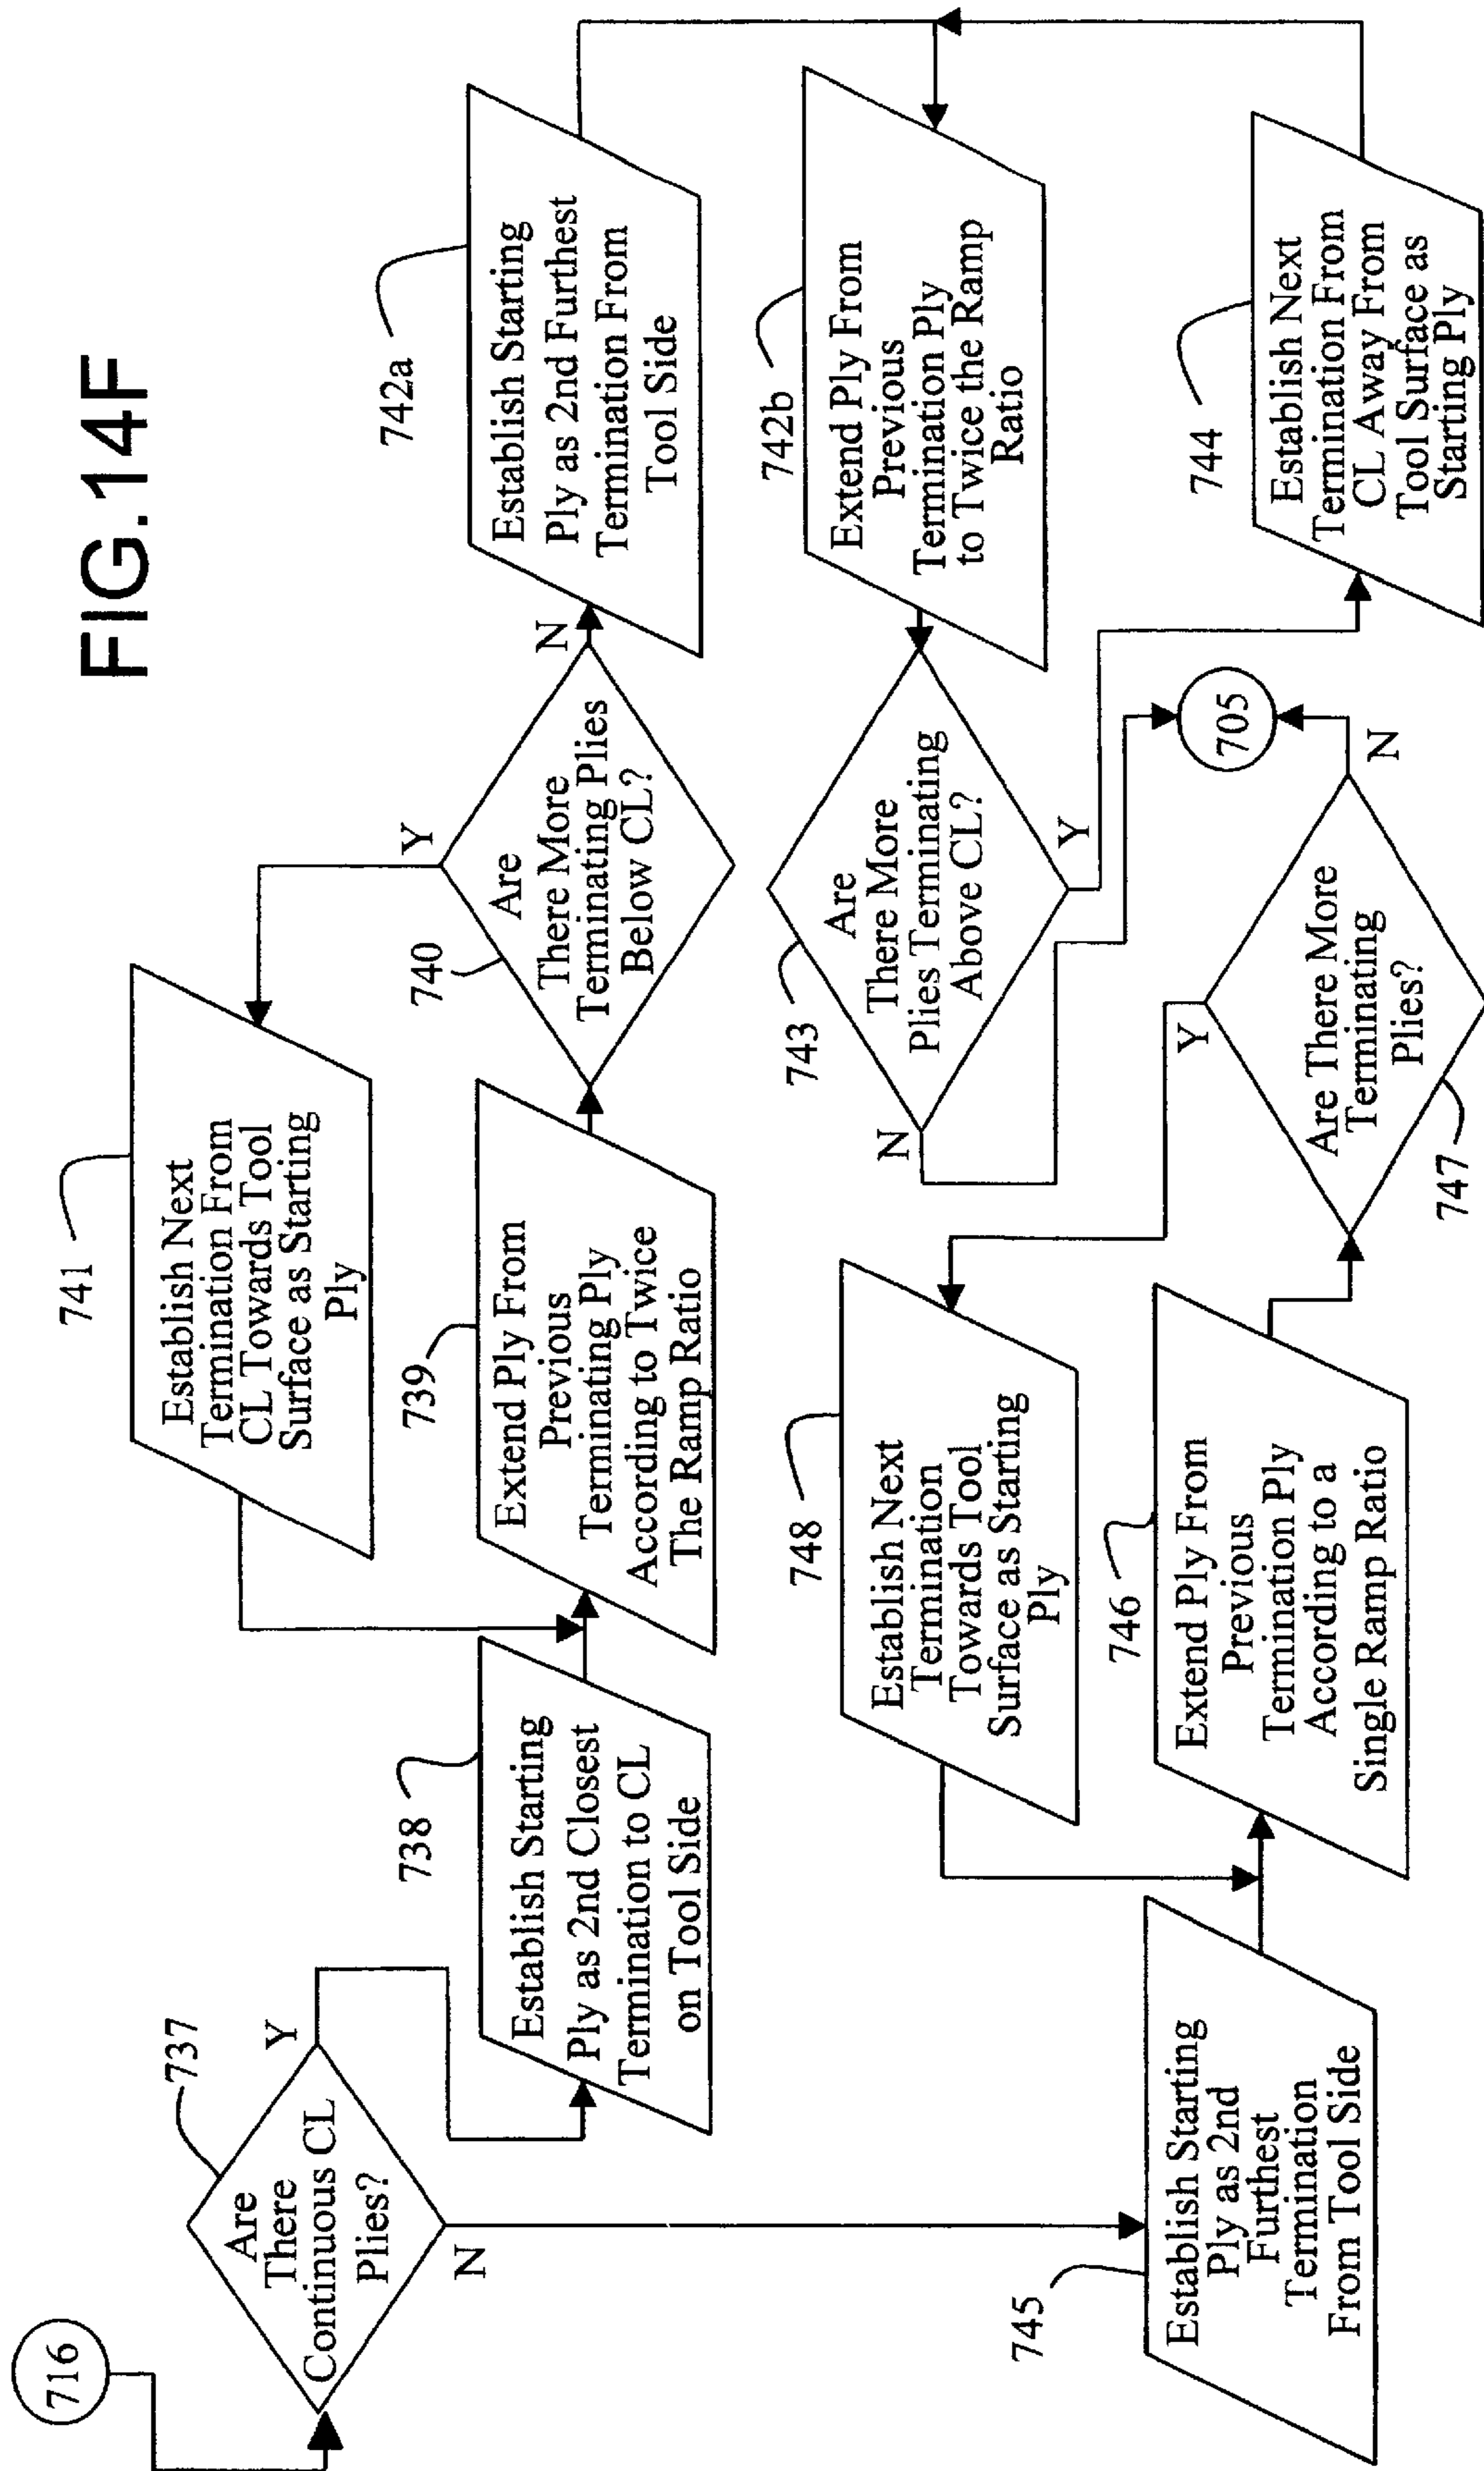 FIG.14F
716
737
Are
There
Continuous CL
Plies?
Y
N
738
Establish Starting
Ply as 2nd Closest
Termination to CL
on Tool Side
741
Establish Next
Termination From
CL Towards Tool
Surface as Starting
Ply
739
Extend Ply From
Previous
Terminating Ply
According to Twice
The Ramp Ratio
740
Are
There More
Terminating Plies
Below CL?
Y
N
742a
Establish Starting
Ply as 2nd Furthest
Termination From
Tool Side
742b
Extend Ply From
Previous
Termination Ply
to Twice the Ramp
Ratio
743
Are
There More
Plies Terminating
Above CL?
N
Y
744
Establish Next
Termination From
CL Away From
Tool Surface as
Starting Ply
705
745
Establish Starting
Ply as 2nd
Furthest
Termination
From Tool Side
748
Establish Next
Termination
Towards Tool
Surface as Starting
Ply
746
Extend Ply From
Previous
Termination Ply
According to a
Single Ramp Ratio
747
Are There More
Terminating
Plies?
Y
N